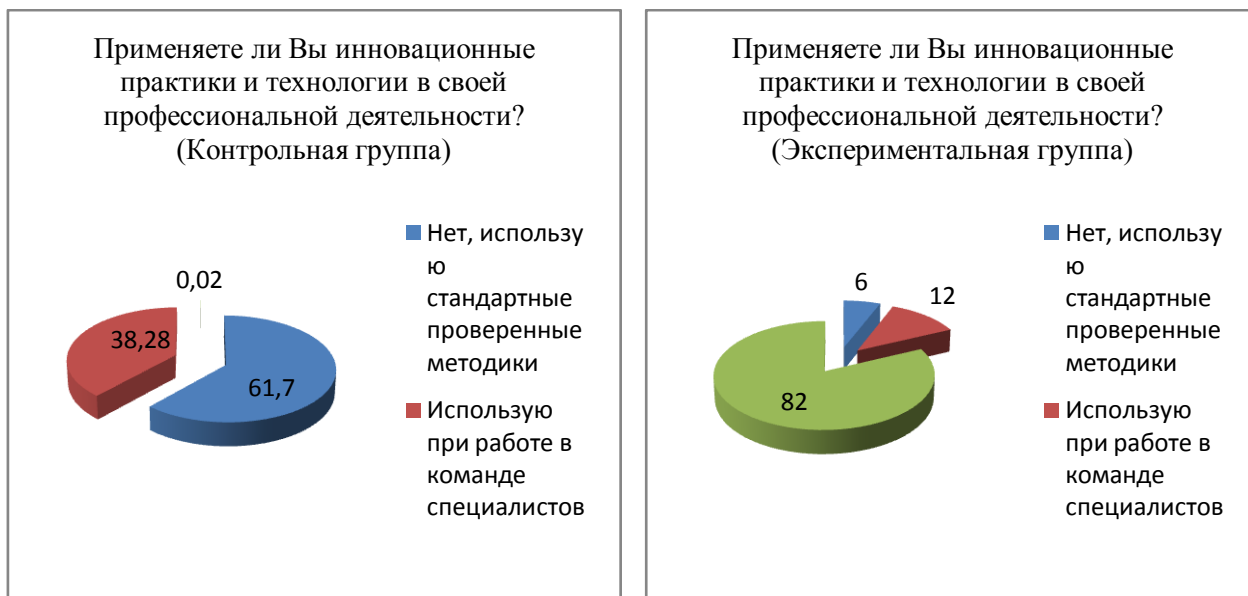 Применяете ли Вы инновационные
практики и технологии в своей
профессиональной деятельности?
(Контрольная группа)
0,02
38,28
61,7
Нет, использу
ю
стандартные
проверенные
методики
Использую
при работе в
команде
специалистов
Применяете ли Вы инновационные
практики и технологии в своей
профессиональной деятельности?
(Экспериментальная группа)
6
12
82
Нет, использу
ю
стандартные
проверенные
методики
Использую
при работе в
команде
специалистов